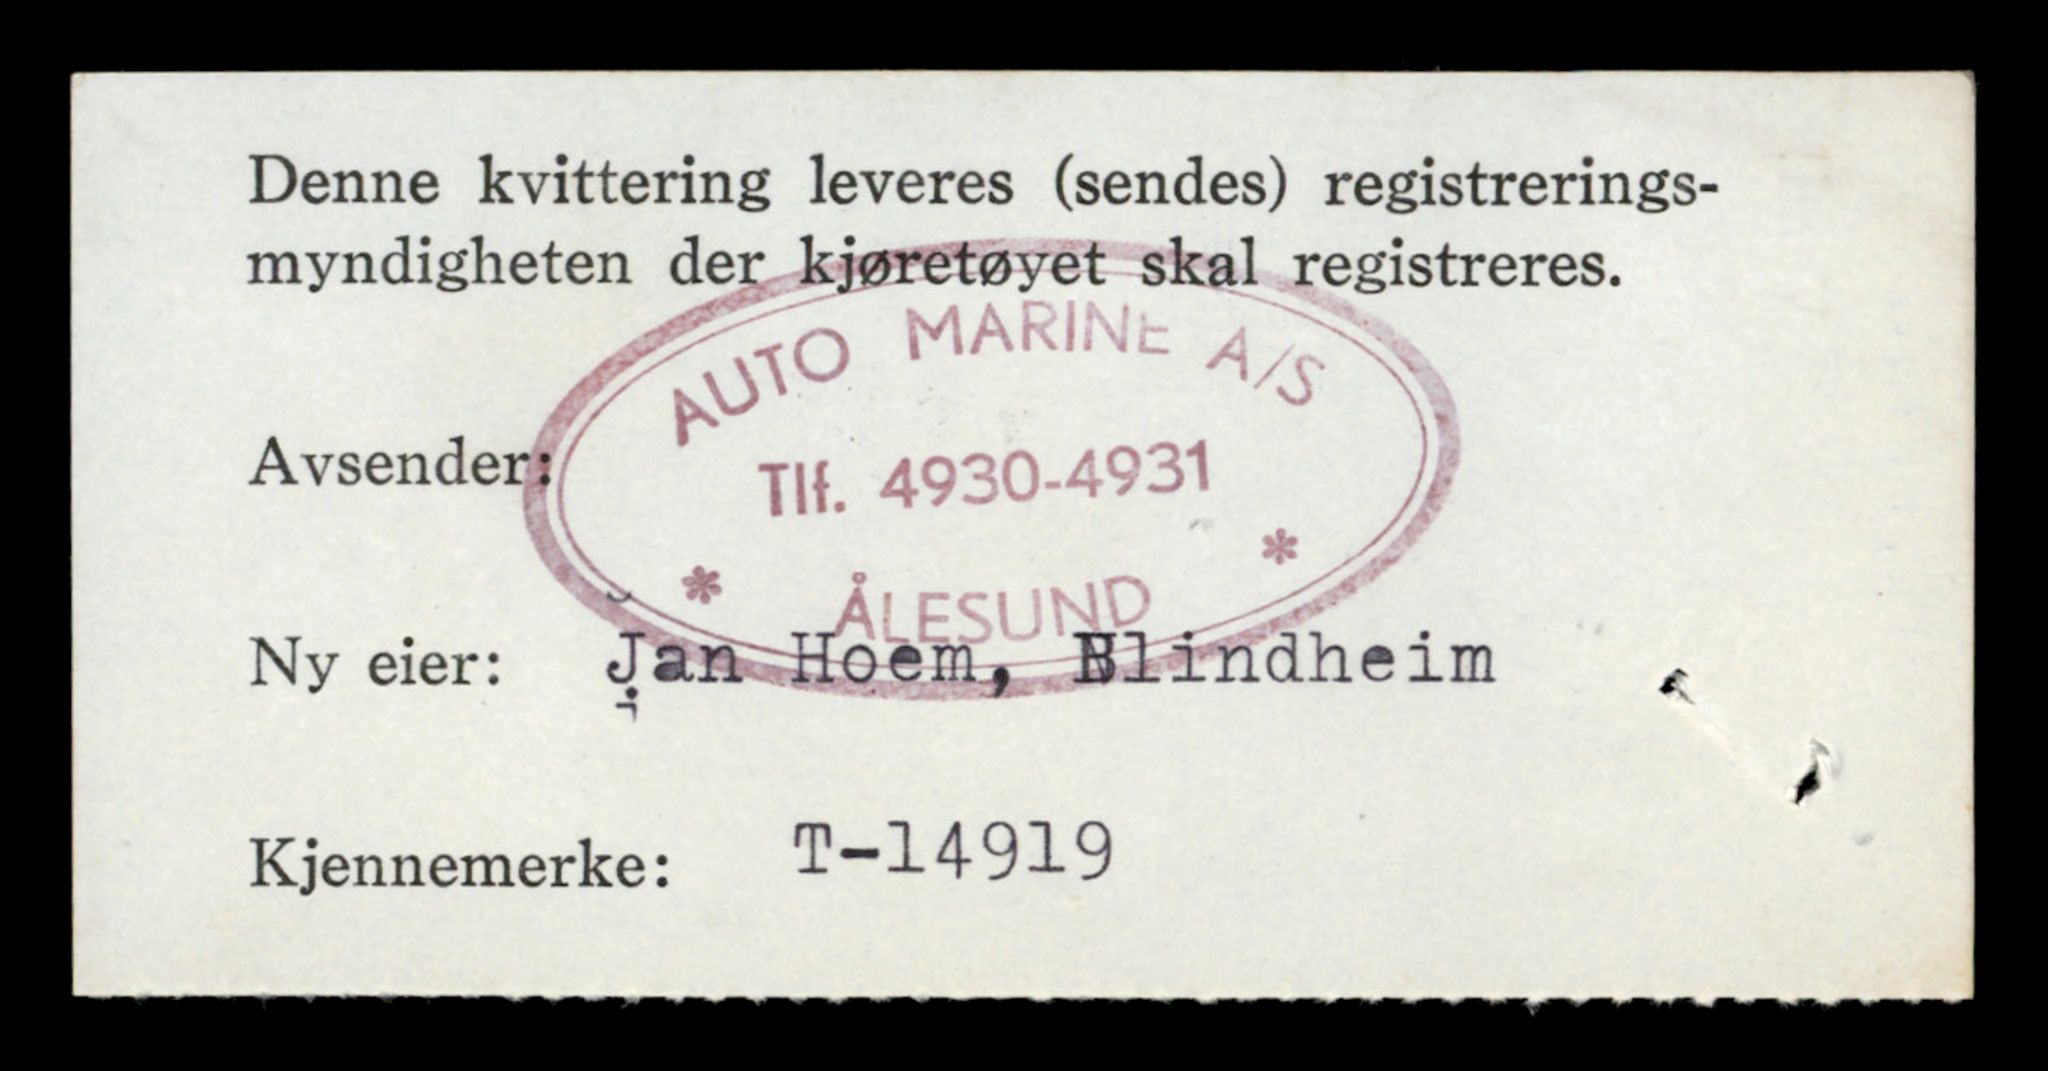 Denne kvittering leveres (sendes) registrerings-
myndigheten der kjøretøyet skal registreres.
AUTO MARINE A/S
Avsender:
Tlf. 4930-4931
* ÅLESUND *
Ny eier: Jan Hoem, Blindheim
Kjennemerke: T-14919